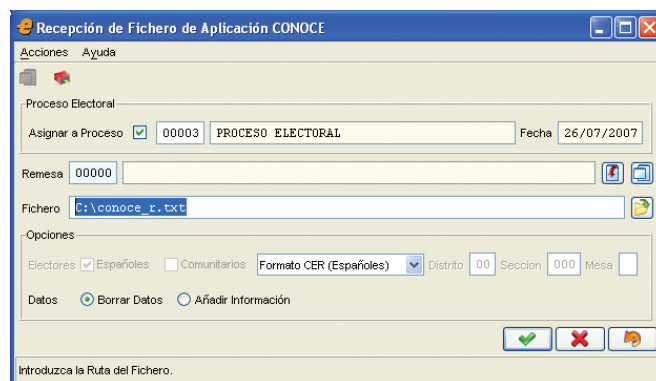 Recepción de Fichero de Aplicación CONOCE
Acciones Ayuda
Proceso Electoral
Asignar a Proceso 00003 PROCESO ELECTORAL Fecha 26/07/2007
Remesa 00000
Fichero C:\conoce_r.txt
Opciones
Electores Españoles Comunitarios Formato CER (Españoles) Distrito 00 Seccion 000 Mesa
Datos Borrar Datos Añadir Información
Introduzca la Ruta del Fichero.